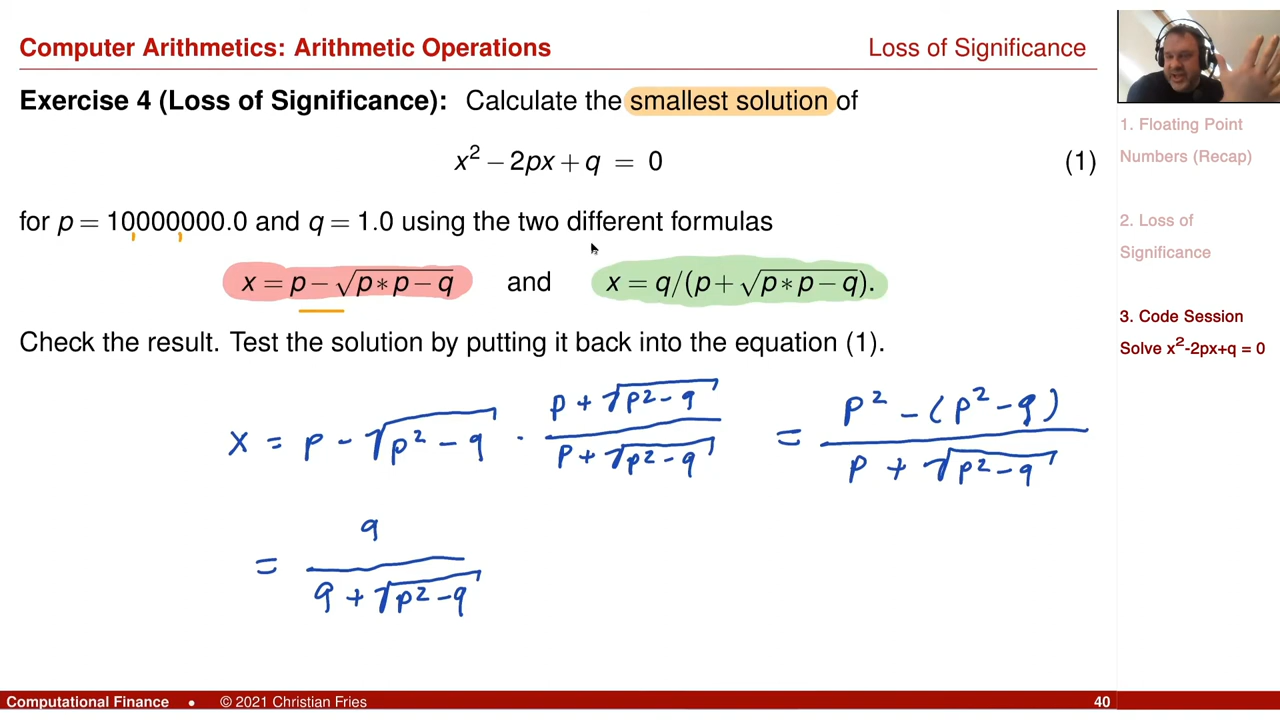 Computer Arithmetics: Arithmetic Operations Loss of Significance
Exercise 4 (Loss of Significance): Calculate the smallest solution of
x² − 2px + q = 0 (1)
for p = 10000000.0 and q = 1.0 using the two different formulas
x = p − √(p∗p − q) and x = q/(p + √(p∗p − q)).
Check the result. Test the solution by putting it back into the equation (1).
x = p − √(p² − q) · (p + √(p² − q))/(p + √(p² − q)) = (p² − (p² − q))/(p + √(p² − q))
= q/(q + √(p² − q))
1. Floating Point
Numbers (Recap)
2. Loss of
Significance
3. Code Session
Solve x²-2px+q = 0
Computational Finance • © 2021 Christian Fries 40